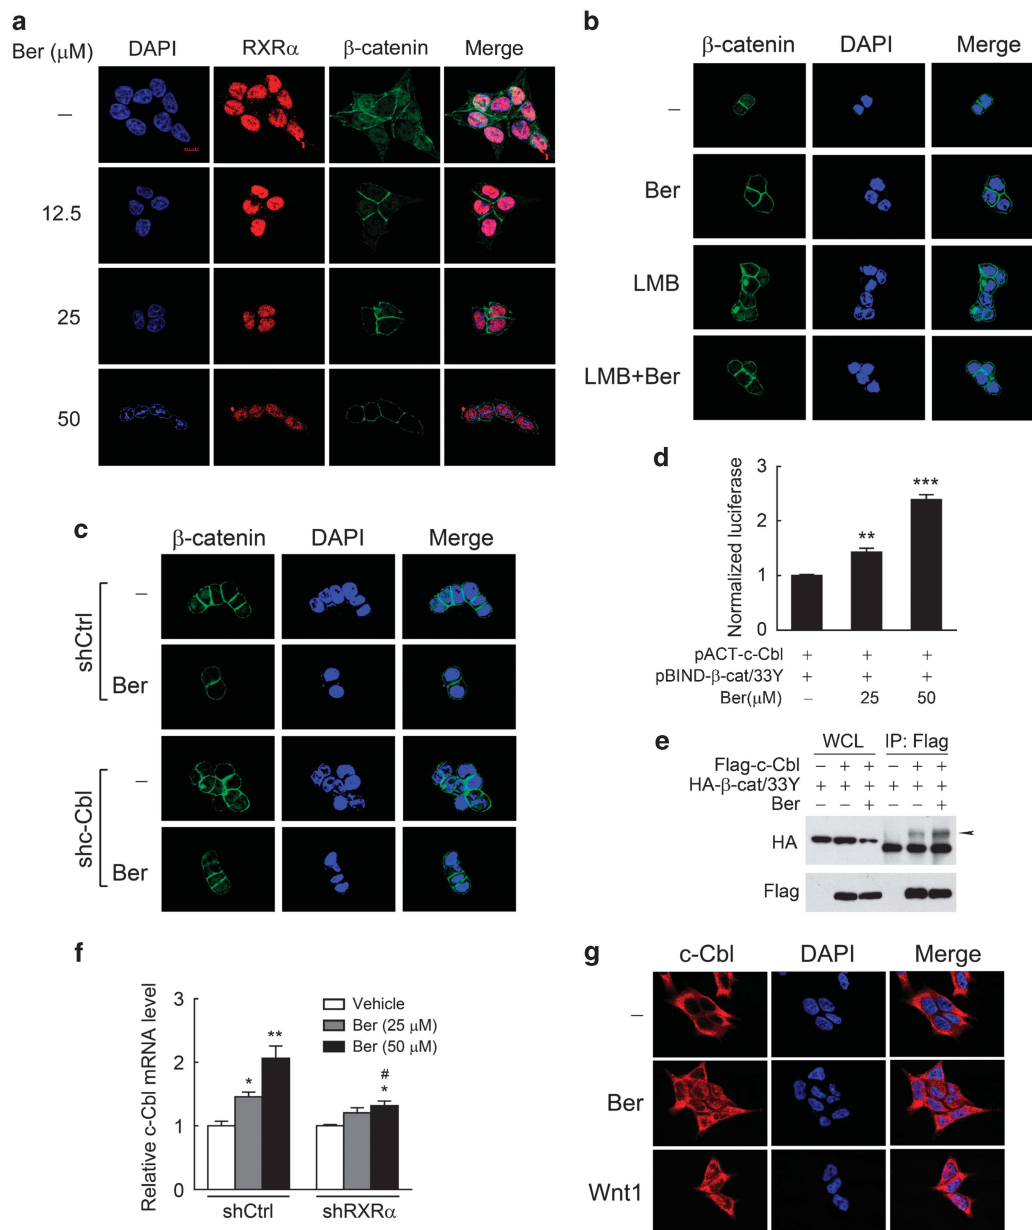 a
Ber (μM) DAPI RXRα β-catenin Merge
–
12.5
25
50
b
β-catenin DAPI Merge
–
Ber
LMB
LMB+Ber
c
β-catenin DAPI Merge
shCtrl
–
Ber
shc-Cbl
–
Ber
d
Normalized luciferase
3
2
1
0
**
***
pACT-c-Cbl + + +
pBIND-β-cat/33Y + + +
Ber(μM) – 25 50
e
WCL IP: Flag
Flag-c-Cbl – + + – + +
HA-β-cat/33Y + + + + + +
Ber – – + – – +
HA
Flag
f
Relative c-Cbl mRNA level
3
2
1
0
Vehicle
Ber (25 μM)
Ber (50 μM)
*
**
#
*
shCtrl shRXRα
g
c-Cbl DAPI Merge
–
Ber
Wnt1